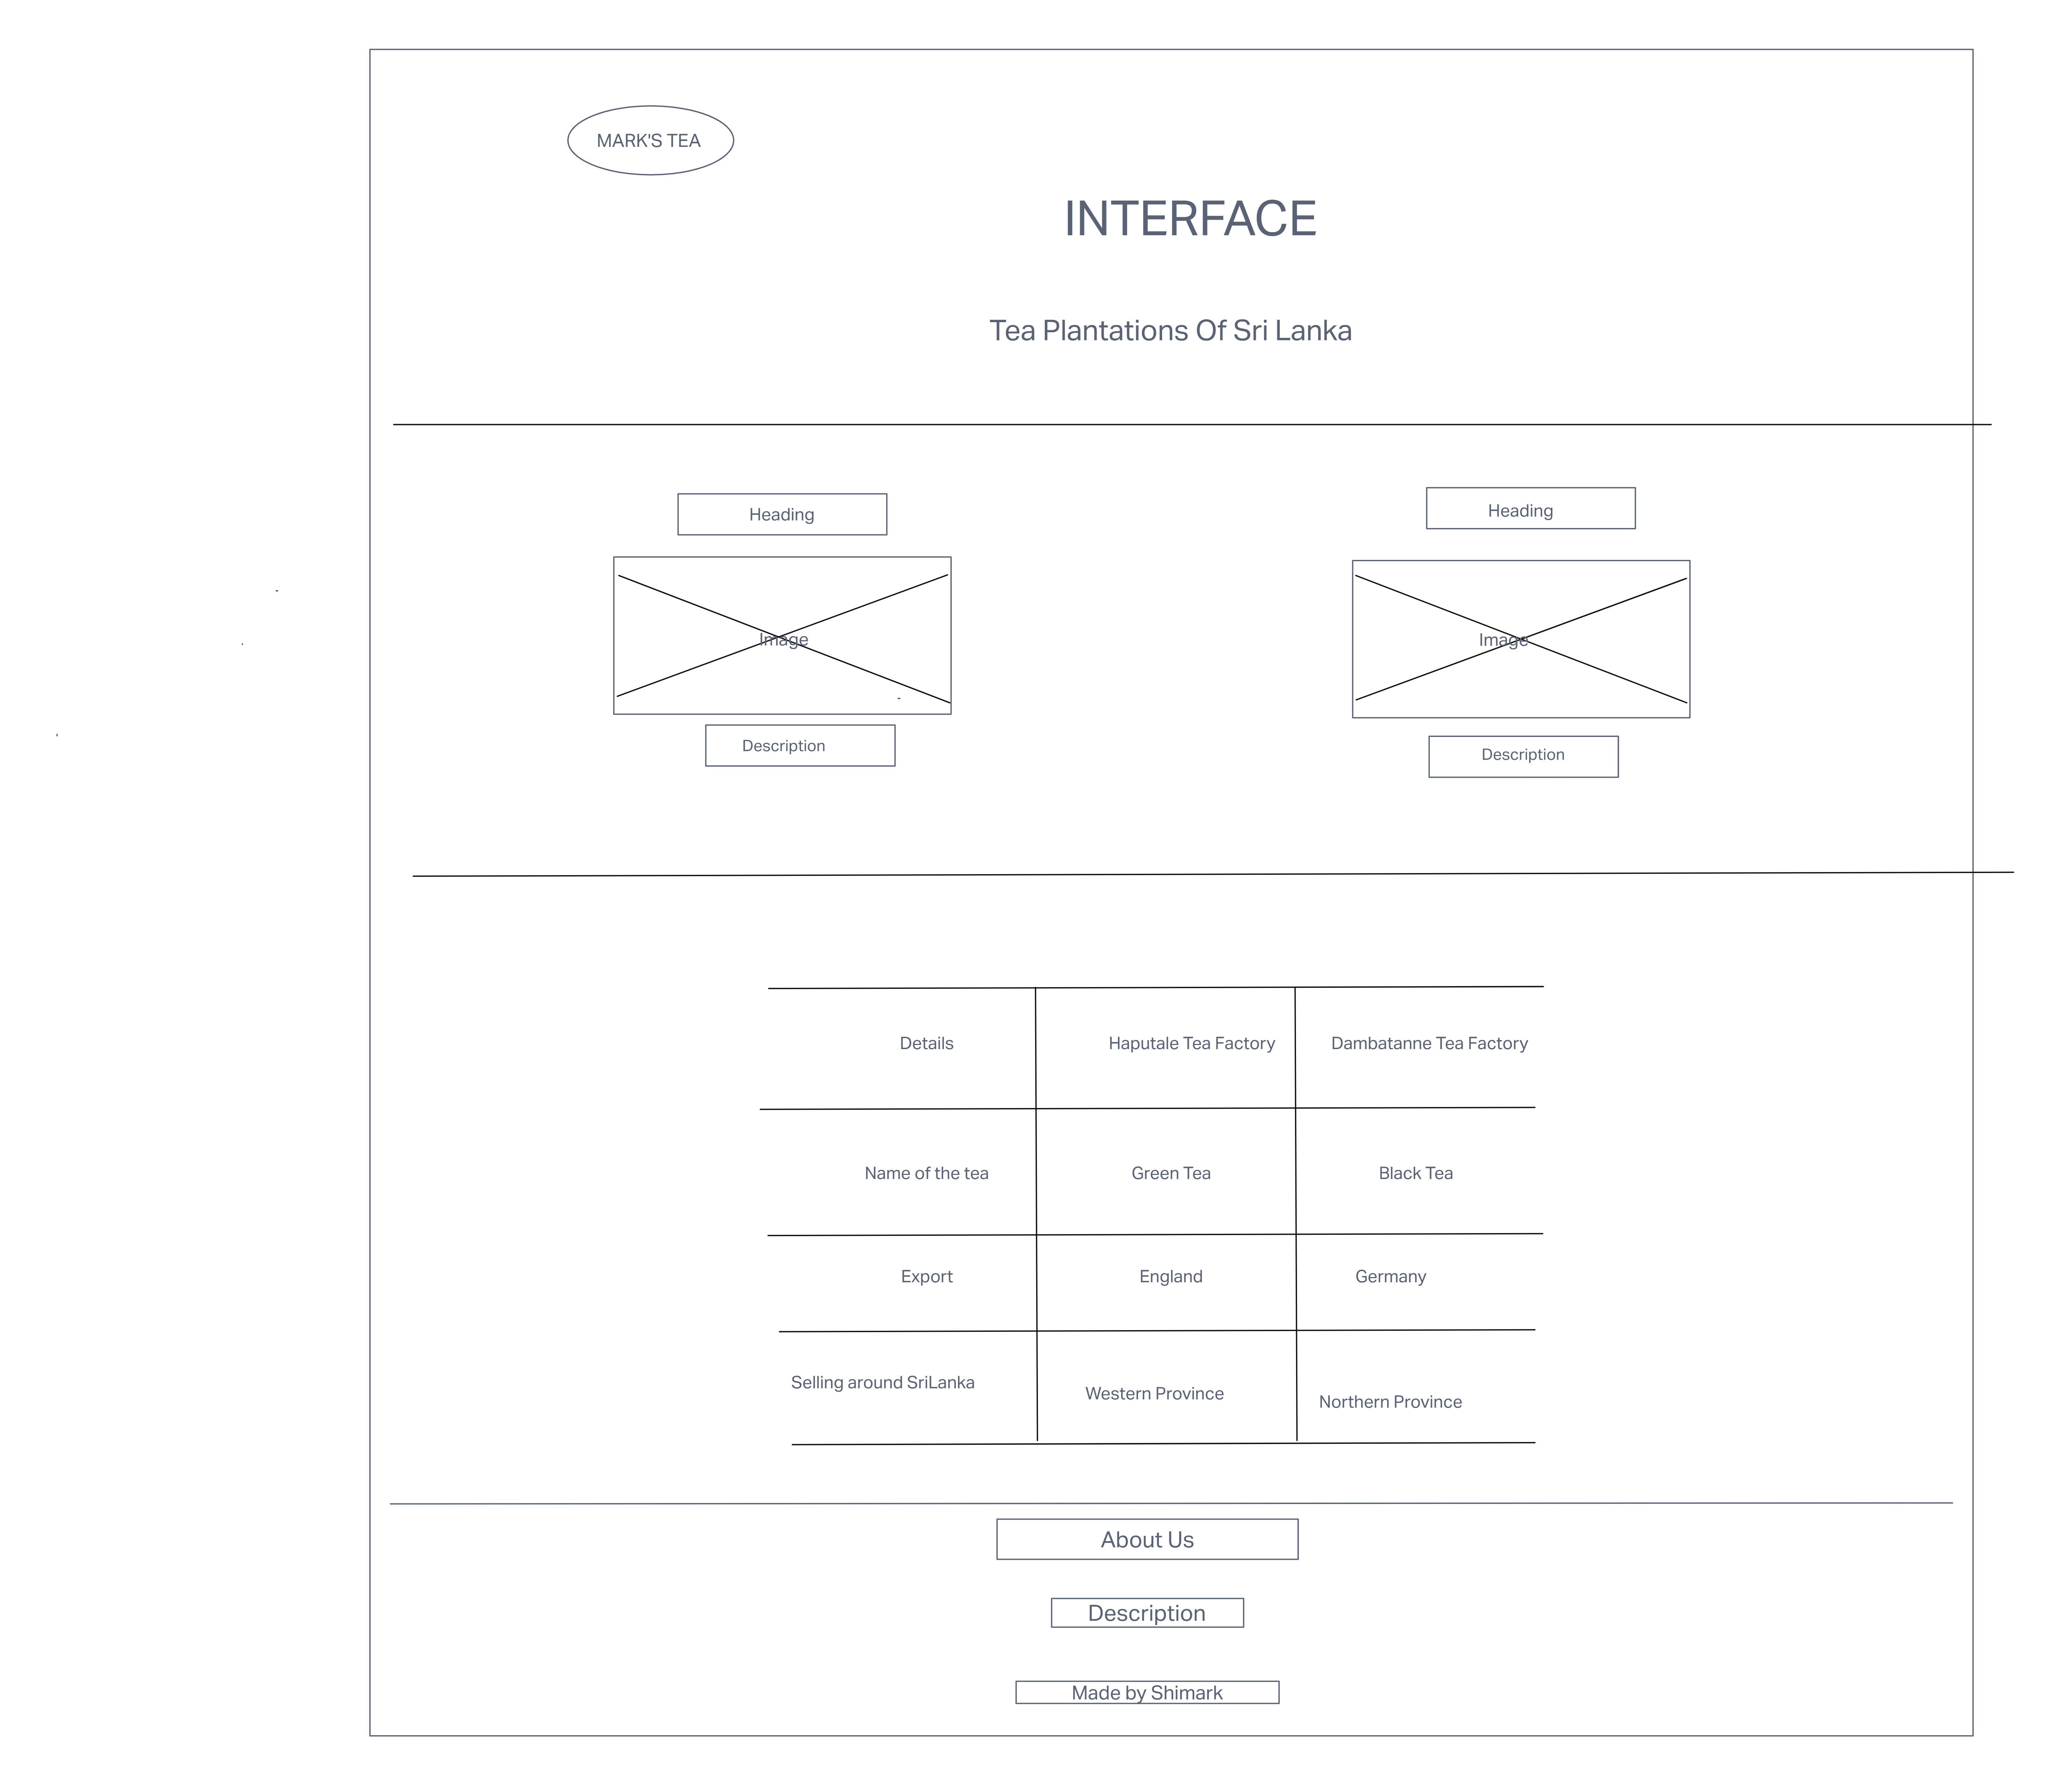 MARK'S TEA
INTERFACE
Tea Plantations Of Sri Lanka
Heading
Heading
Image
Image
Description
Description
Details
Haputale Tea Factory
Dambatanne Tea Factory
Name of the tea
Green Tea
Black Tea
Export
England
Germany
Selling around SriLanka
Western Province
Northern Province
About Us
Description
Made by Shimark